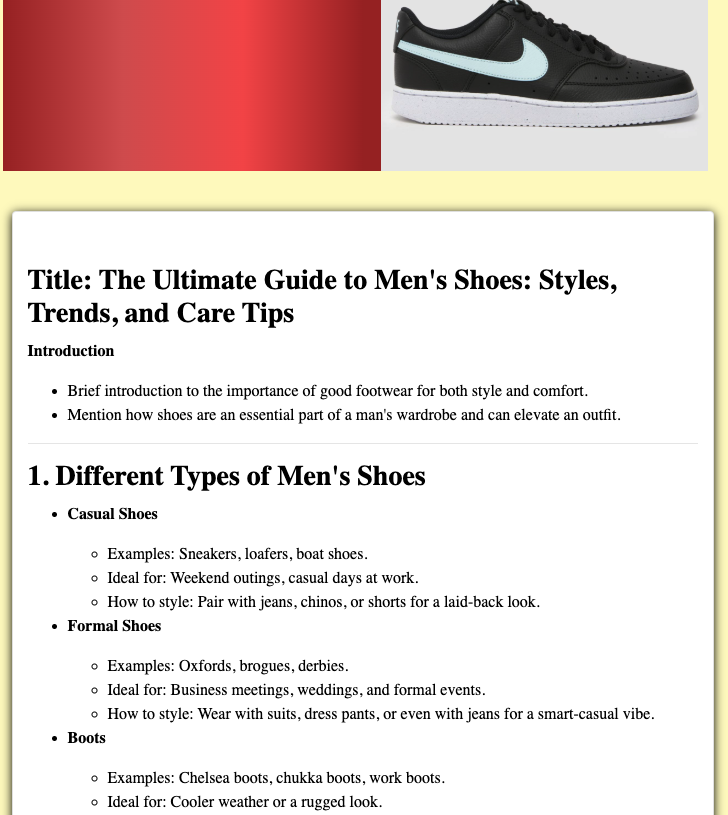 Title: The Ultimate Guide to Men's Shoes: Styles,
Trends, and Care Tips
Introduction
• Brief introduction to the importance of good footwear for both style and comfort.
• Mention how shoes are an essential part of a man's wardrobe and can elevate an outfit.
1. Different Types of Men's Shoes
• Casual Shoes
◦ Examples: Sneakers, loafers, boat shoes.
◦ Ideal for: Weekend outings, casual days at work.
◦ How to style: Pair with jeans, chinos, or shorts for a laid-back look.
• Formal Shoes
◦ Examples: Oxfords, brogues, derbies.
◦ Ideal for: Business meetings, weddings, and formal events.
◦ How to style: Wear with suits, dress pants, or even with jeans for a smart-casual vibe.
• Boots
◦ Examples: Chelsea boots, chukka boots, work boots.
◦ Ideal for: Cooler weather or a rugged look.